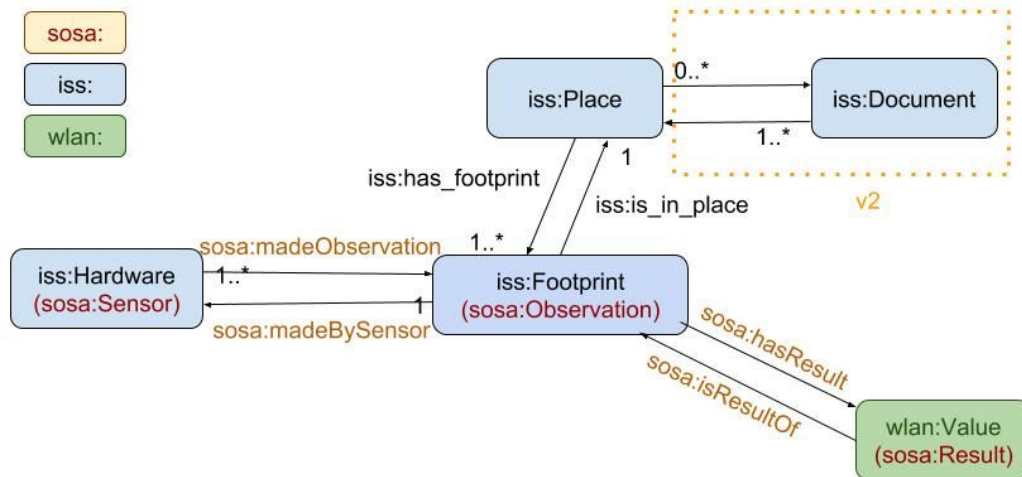 sosa:
iss:
wlan:
iss:Place
0..*
iss:Document
1..*
v2
1
iss:has_footprint
iss:is_in_place
1..*
sosa:madeObservation
iss:Hardware
(sosa:Sensor)
1..*
1
sosa:madeBySensor
iss:Footprint
(sosa:Observation)
sosa:hasResult
sosa:isResultOf
wlan:Value
(sosa:Result)